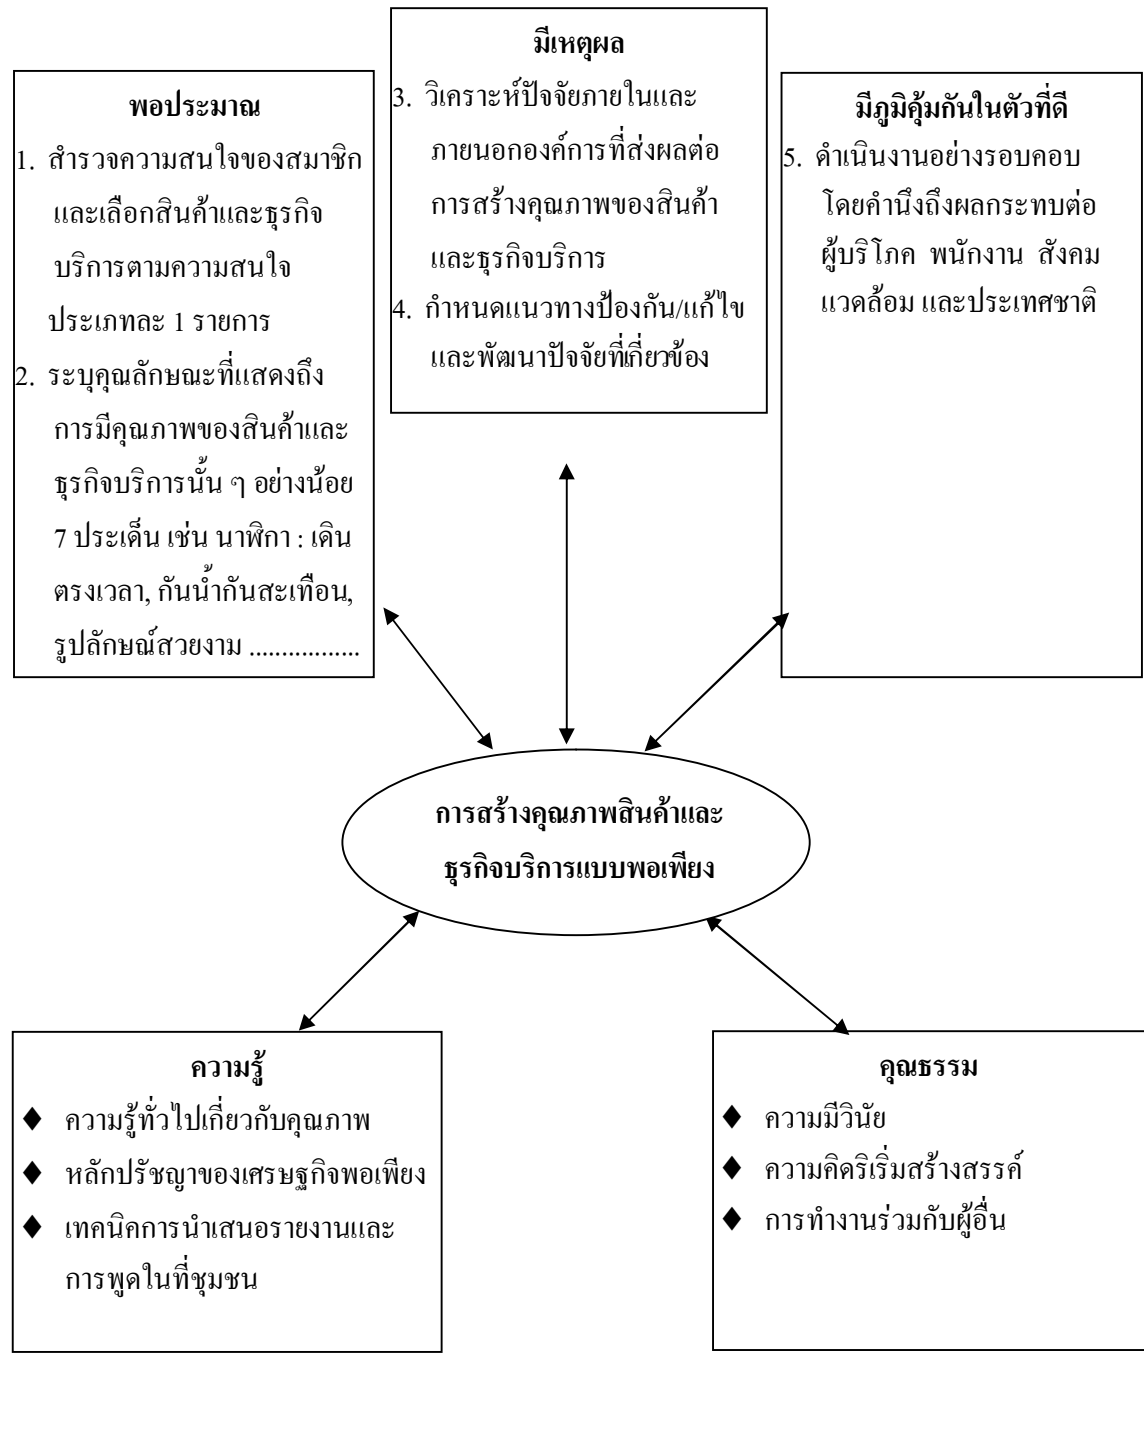 พอประมาณ
1. สำรวจความสนใจของสมาชิก
และเลือกสินค้าและธุรกิจ
บริการตามความสนใจ
ประเภทละ 1 รายการ
2. ระบุคุณลักษณะที่แสดงถึง
การมีคุณภาพของสินค้าและ
ธุรกิจบริการนั้น ๆ อย่างน้อย
7 ประเด็น เช่น นาฬิกา : เดิน
ตรงเวลา, กันน้ำกันสะเทือน,
รูปลักษณ์สวยงาม .................
มีเหตุผล
3. วิเคราะห์ปัจจัยภายในและ
ภายนอกองค์การที่ส่งผลต่อ
การสร้างคุณภาพของสินค้า
และธุรกิจบริการ
4. กำหนดแนวทางป้องกัน/แก้ไข
และพัฒนาปัจจัยที่เกี่ยวข้อง
มีภูมิคุ้มกันในตัวที่ดี
5. ดำเนินงานอย่างรอบคอบ
โดยคำนึงถึงผลกระทบต่อ
ผู้บริโภค พนักงาน สังคม
แวดล้อม และประเทศชาติ
การสร้างคุณภาพสินค้าและ
ธุรกิจบริการแบบพอเพียง
ความรู้
♦ ความรู้ทั่วไปเกี่ยวกับคุณภาพ
♦ หลักปรัชญาของเศรษฐกิจพอเพียง
♦ เทคนิคการนำเสนอรายงานและ
การพูดในที่ชุมชน
คุณธรรม
♦ ความมีวินัย
♦ ความคิดริเริ่มสร้างสรรค์
♦ การทำงานร่วมกับผู้อื่น